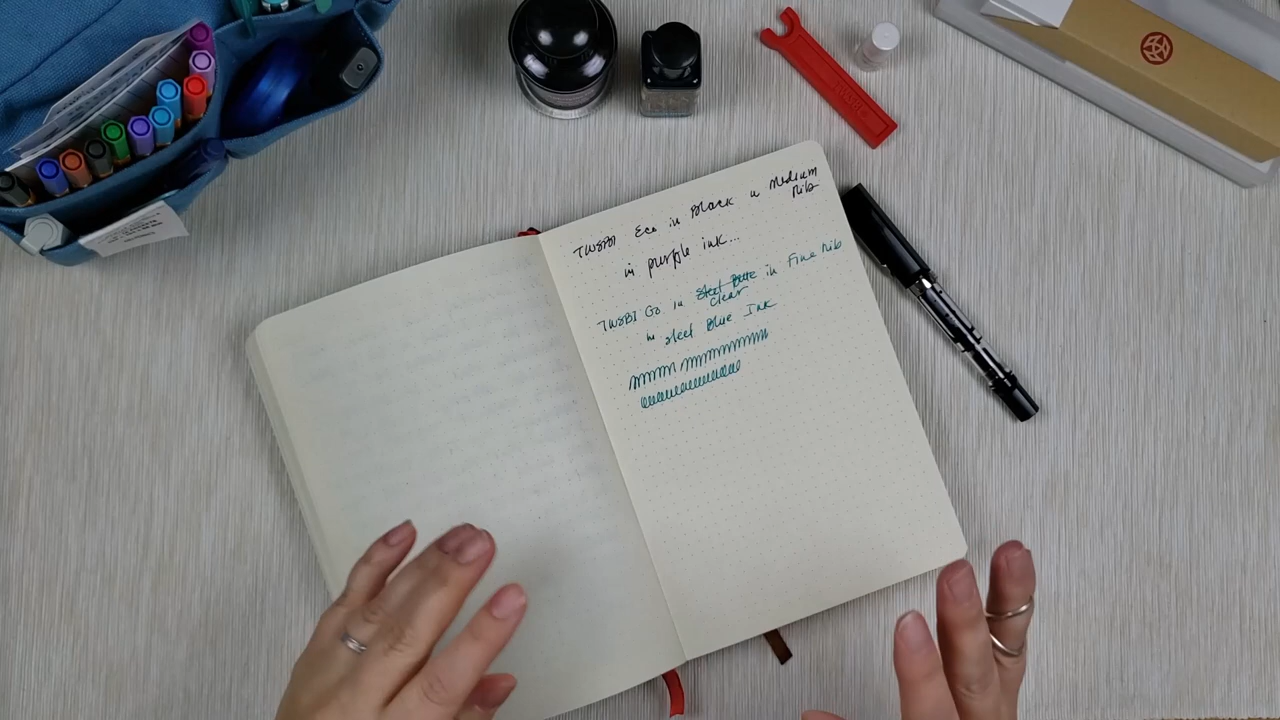 TWSBI Eco in Black in Medium
Nib
in purple ink...
TWSBI Go in Steel Blue in Fine Nib
Clear
in Steel Blue Ink